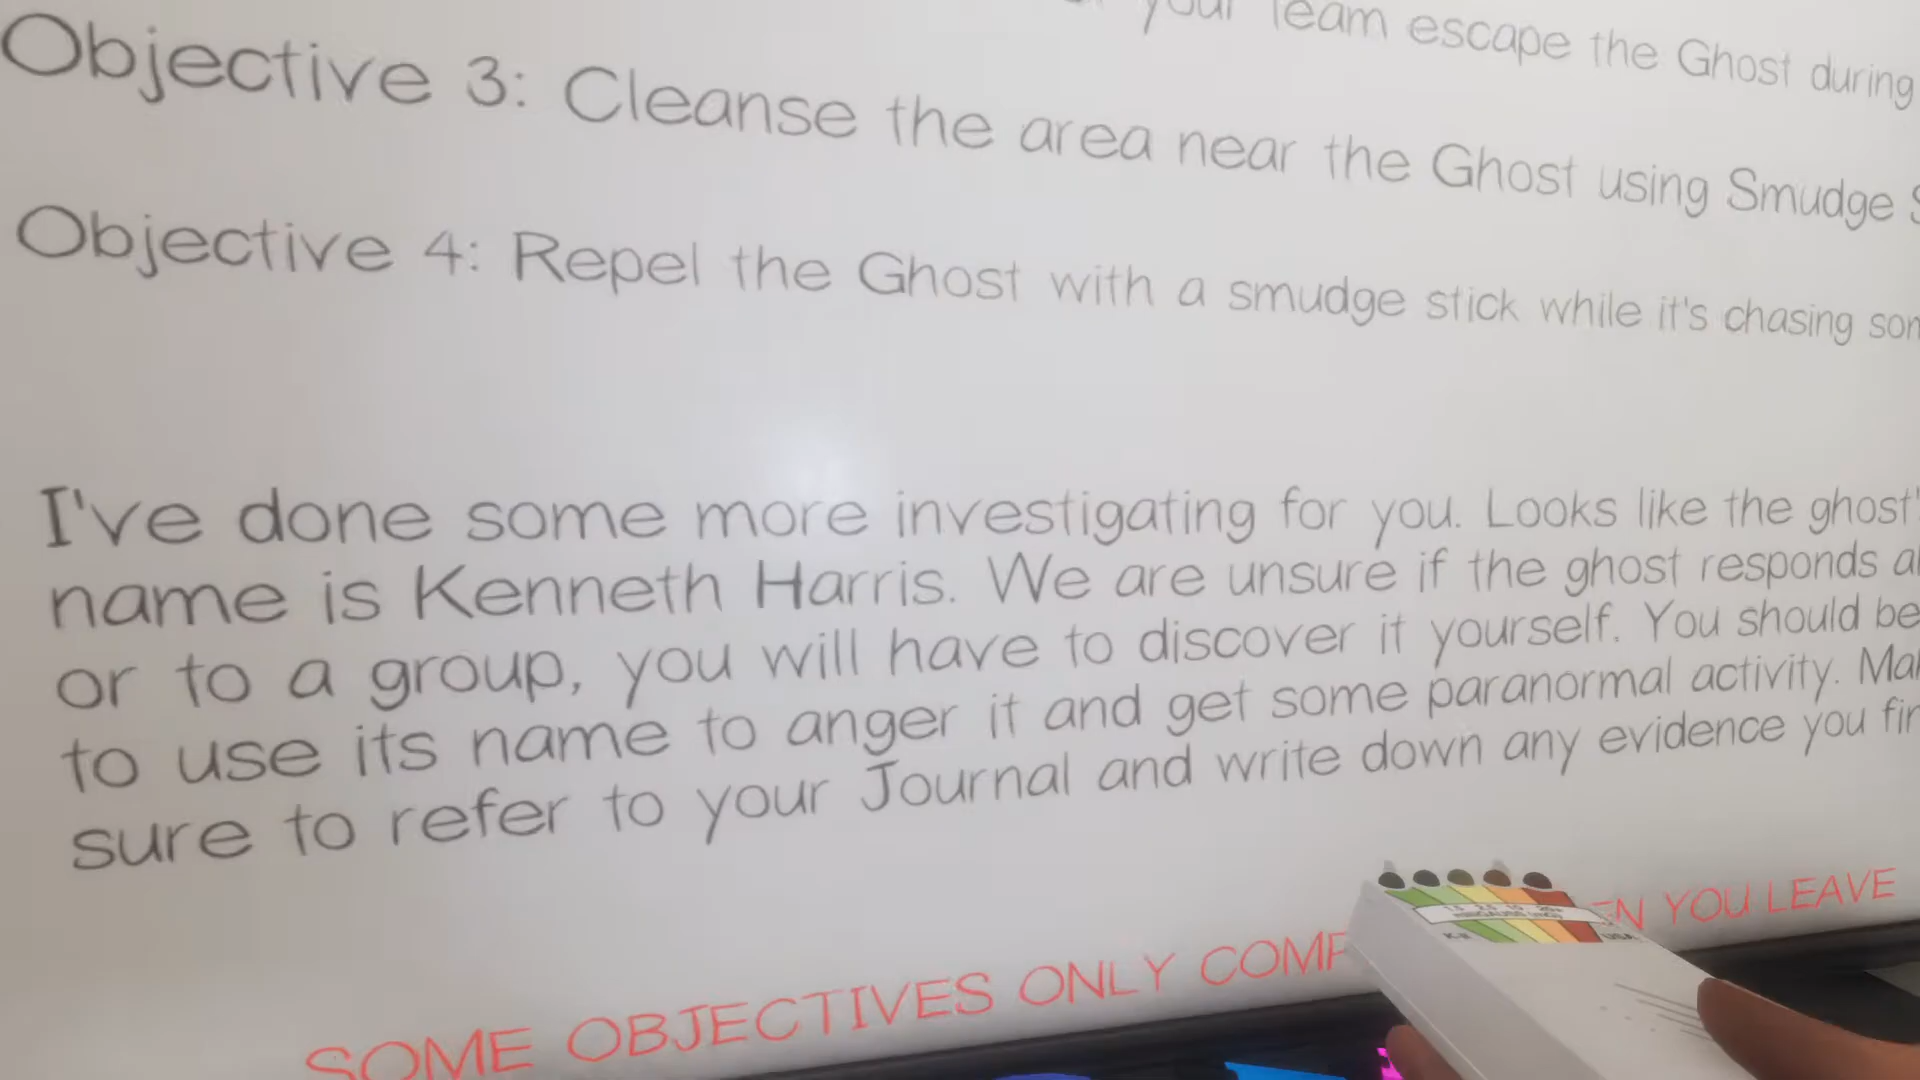 your Team escape the Ghost during
Objective 3: Cleanse the area near the Ghost using Smudge
Objective 4: Repel the Ghost with a smudge stick while it's chasing
I've done some more investigating for you. Looks like the ghost'
name is Kenneth Harris. We are unsure if the ghost responds
or to a group, you will have to discover it yourself. You should be
to use its name to anger it and get some paranormal activity.
sure to refer to your Journal and write down any evidence you
SOME OBJECTIVES ONLY YOU LEAVE
K-II USA